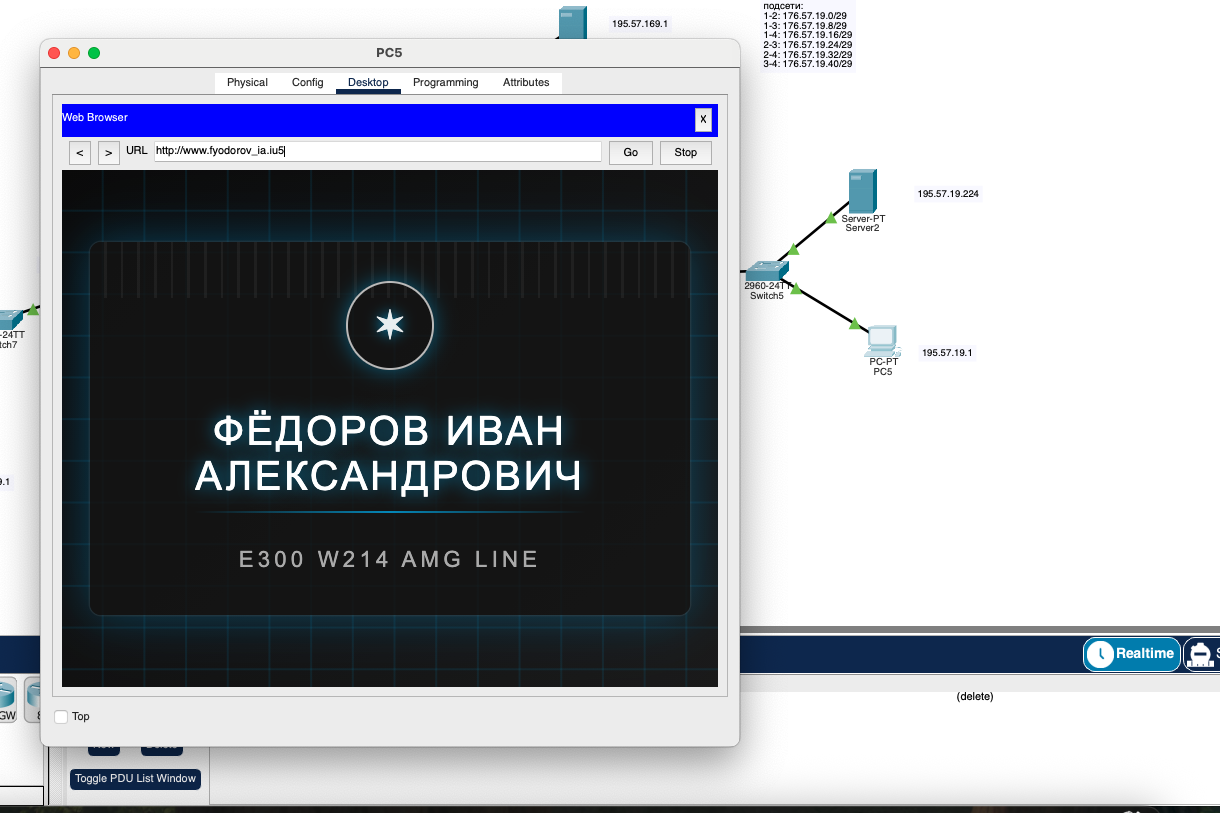 195.57.169.1
подсети:
1-2: 176.57.19.0/29
1-3: 176.57.19.8/29
1-4: 176.57.19.16/29
2-3: 176.57.19.24/29
2-4: 176.57.19.32/29
3-4: 176.57.19.40/29
PC5
Physical
Config
Desktop
Programming
Attributes
Web Browser
X
<
>
URL
http://www.fyodorov_ia.iu5
Go
Stop
ФЁДОРОВ ИВАН
АЛЕКСАНДРОВИЧ
E300 W214 AMG LINE
Top
195.57.19.224
Server-PT
Server2
2960-24TT
Switch5
195.57.19.1
PC-PT
PC5
-24TT
tch7
9.1
Realtime
S
GW
8
(delete)
Toggle PDU List Window